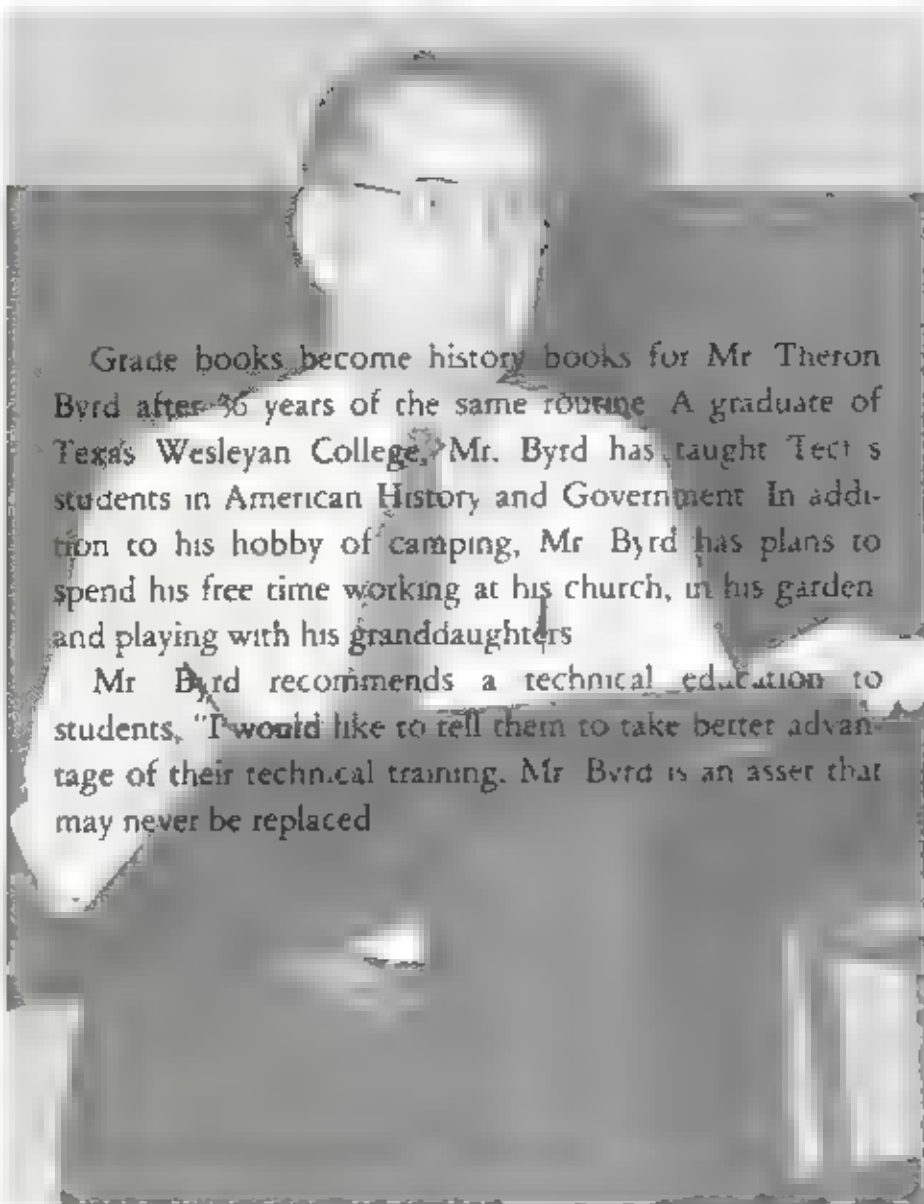 Grade books become history books for Mr Theron
Byrd after 36 years of the same routine A graduate of
Texas Wesleyan College, Mr. Byrd has taught Tech s
students in American History and Government In addi-
tion to his hobby of camping, Mr Byrd has plans to
spend his free time working at his church, in his garden
and playing with his granddaughters
Mr Byrd recommends a technical education to
students, "I would like to tell them to take better advan-
tage of their technical training. Mr Byrd is an asset that
may never be replaced